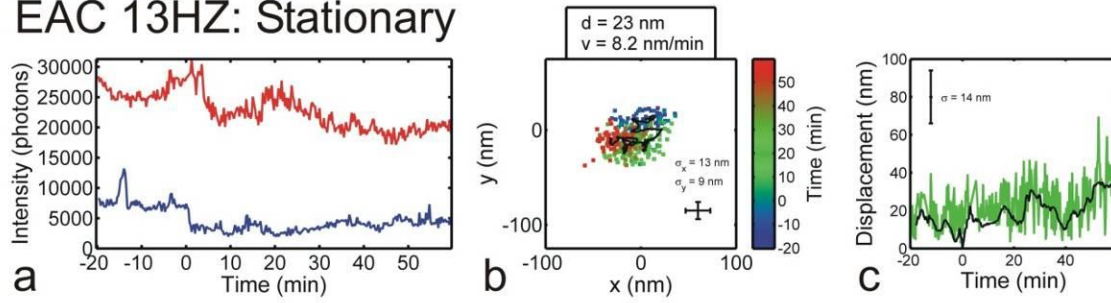 EAC 13HZ: Stationary
30000
25000
20000
15000
10000
5000
0
Intensity (photons)
-20 -10 0 10 20 30 40 50
Time (min)
a
d = 23 nm
v = 8.2 nm/min
0
-100
y (nm)
σx = 13 nm
σy = 9 nm
-100 0 100
x (nm)
b
50
40
30
20
10
0
-10
-20
Time (min)
100
80
60
40
20
0
Displacement (nm)
σ = 14 nm
-20 0 20 40
Time (min)
c